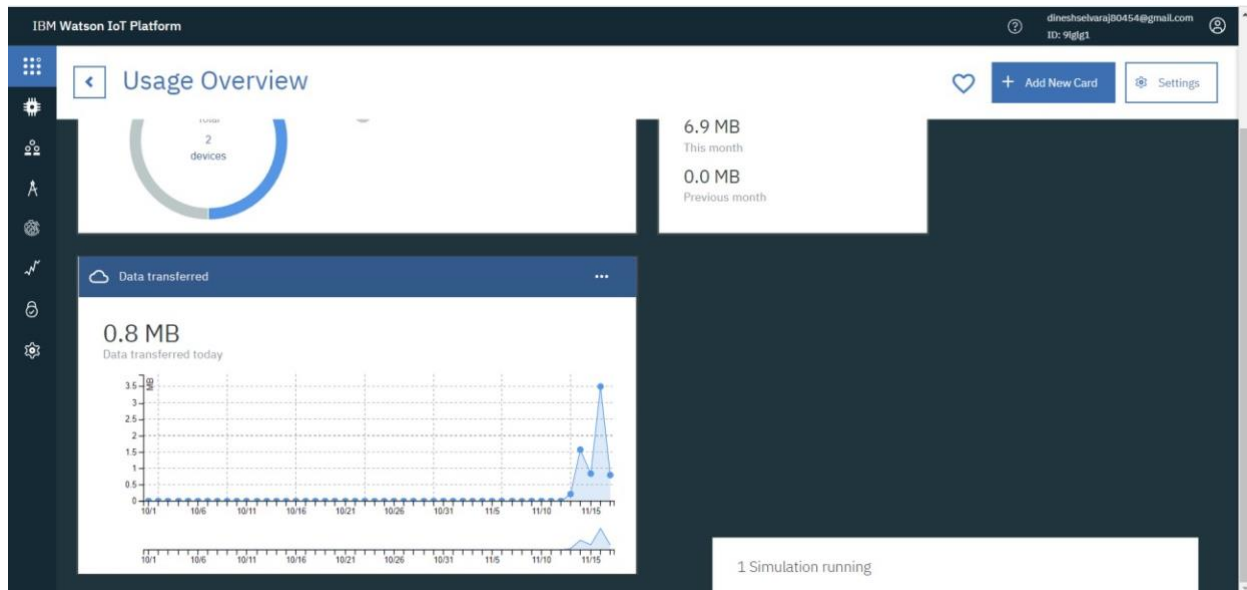 IBM Watson IoT Platform
dineshselvaraj80454@gmail.com
ID: 9lglg1
Usage Overview
+ Add New Card
Settings
2
devices
6.9 MB
This month
0.0 MB
Previous month
Data transferred
0.8 MB
Data transferred today
MB
3.5
3
2.5
2
1.5
1
0.5
0
10/1 10/6 10/11 10/16 10/21 10/26 10/31 11/5 11/10 11/15
10/1 10/6 10/11 10/16 10/21 10/26 10/31 11/5 11/10 11/15
1 Simulation running